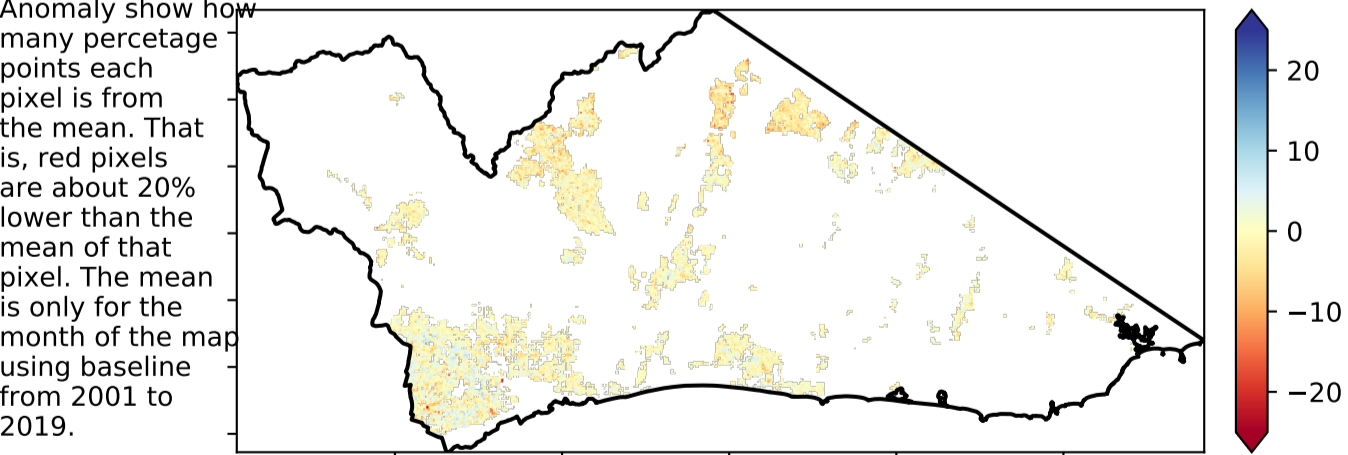 Anomaly show how
many percetage
points each
pixel is from
the mean. That
is, red pixels
are about 20%
lower than the
mean of that
pixel. The mean
is only for the
month of the map
using baseline
from 2001 to
2019.
20
10
0
−10
−20